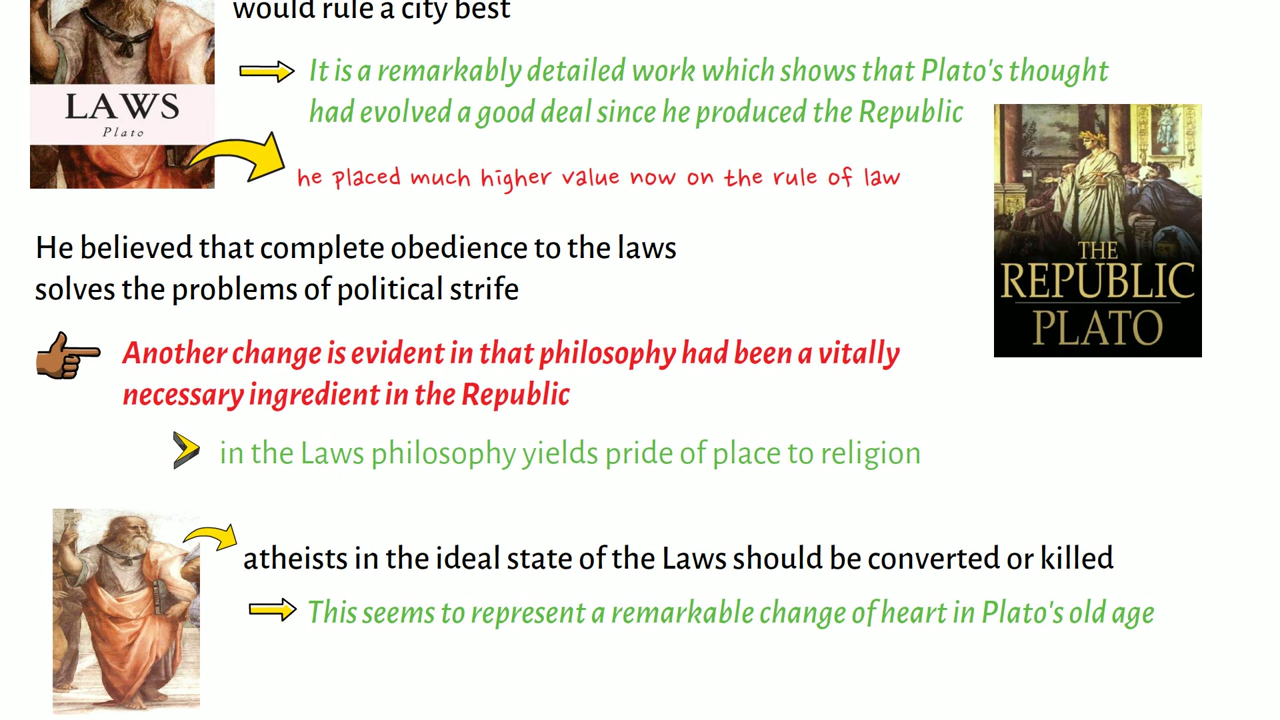 would rule a city best
It is a remarkably detailed work which shows that Plato's thought
had evolved a good deal since he produced the Republic
LAWS
Plato
he placed much higher value now on the rule of law
THE
REPUBLIC
PLATO
He believed that complete obedience to the laws
solves the problems of political strife
Another change is evident in that philosophy had been a vitally
necessary ingredient in the Republic
in the Laws philosophy yields pride of place to religion
atheists in the ideal state of the Laws should be converted or killed
This seems to represent a remarkable change of heart in Plato's old age